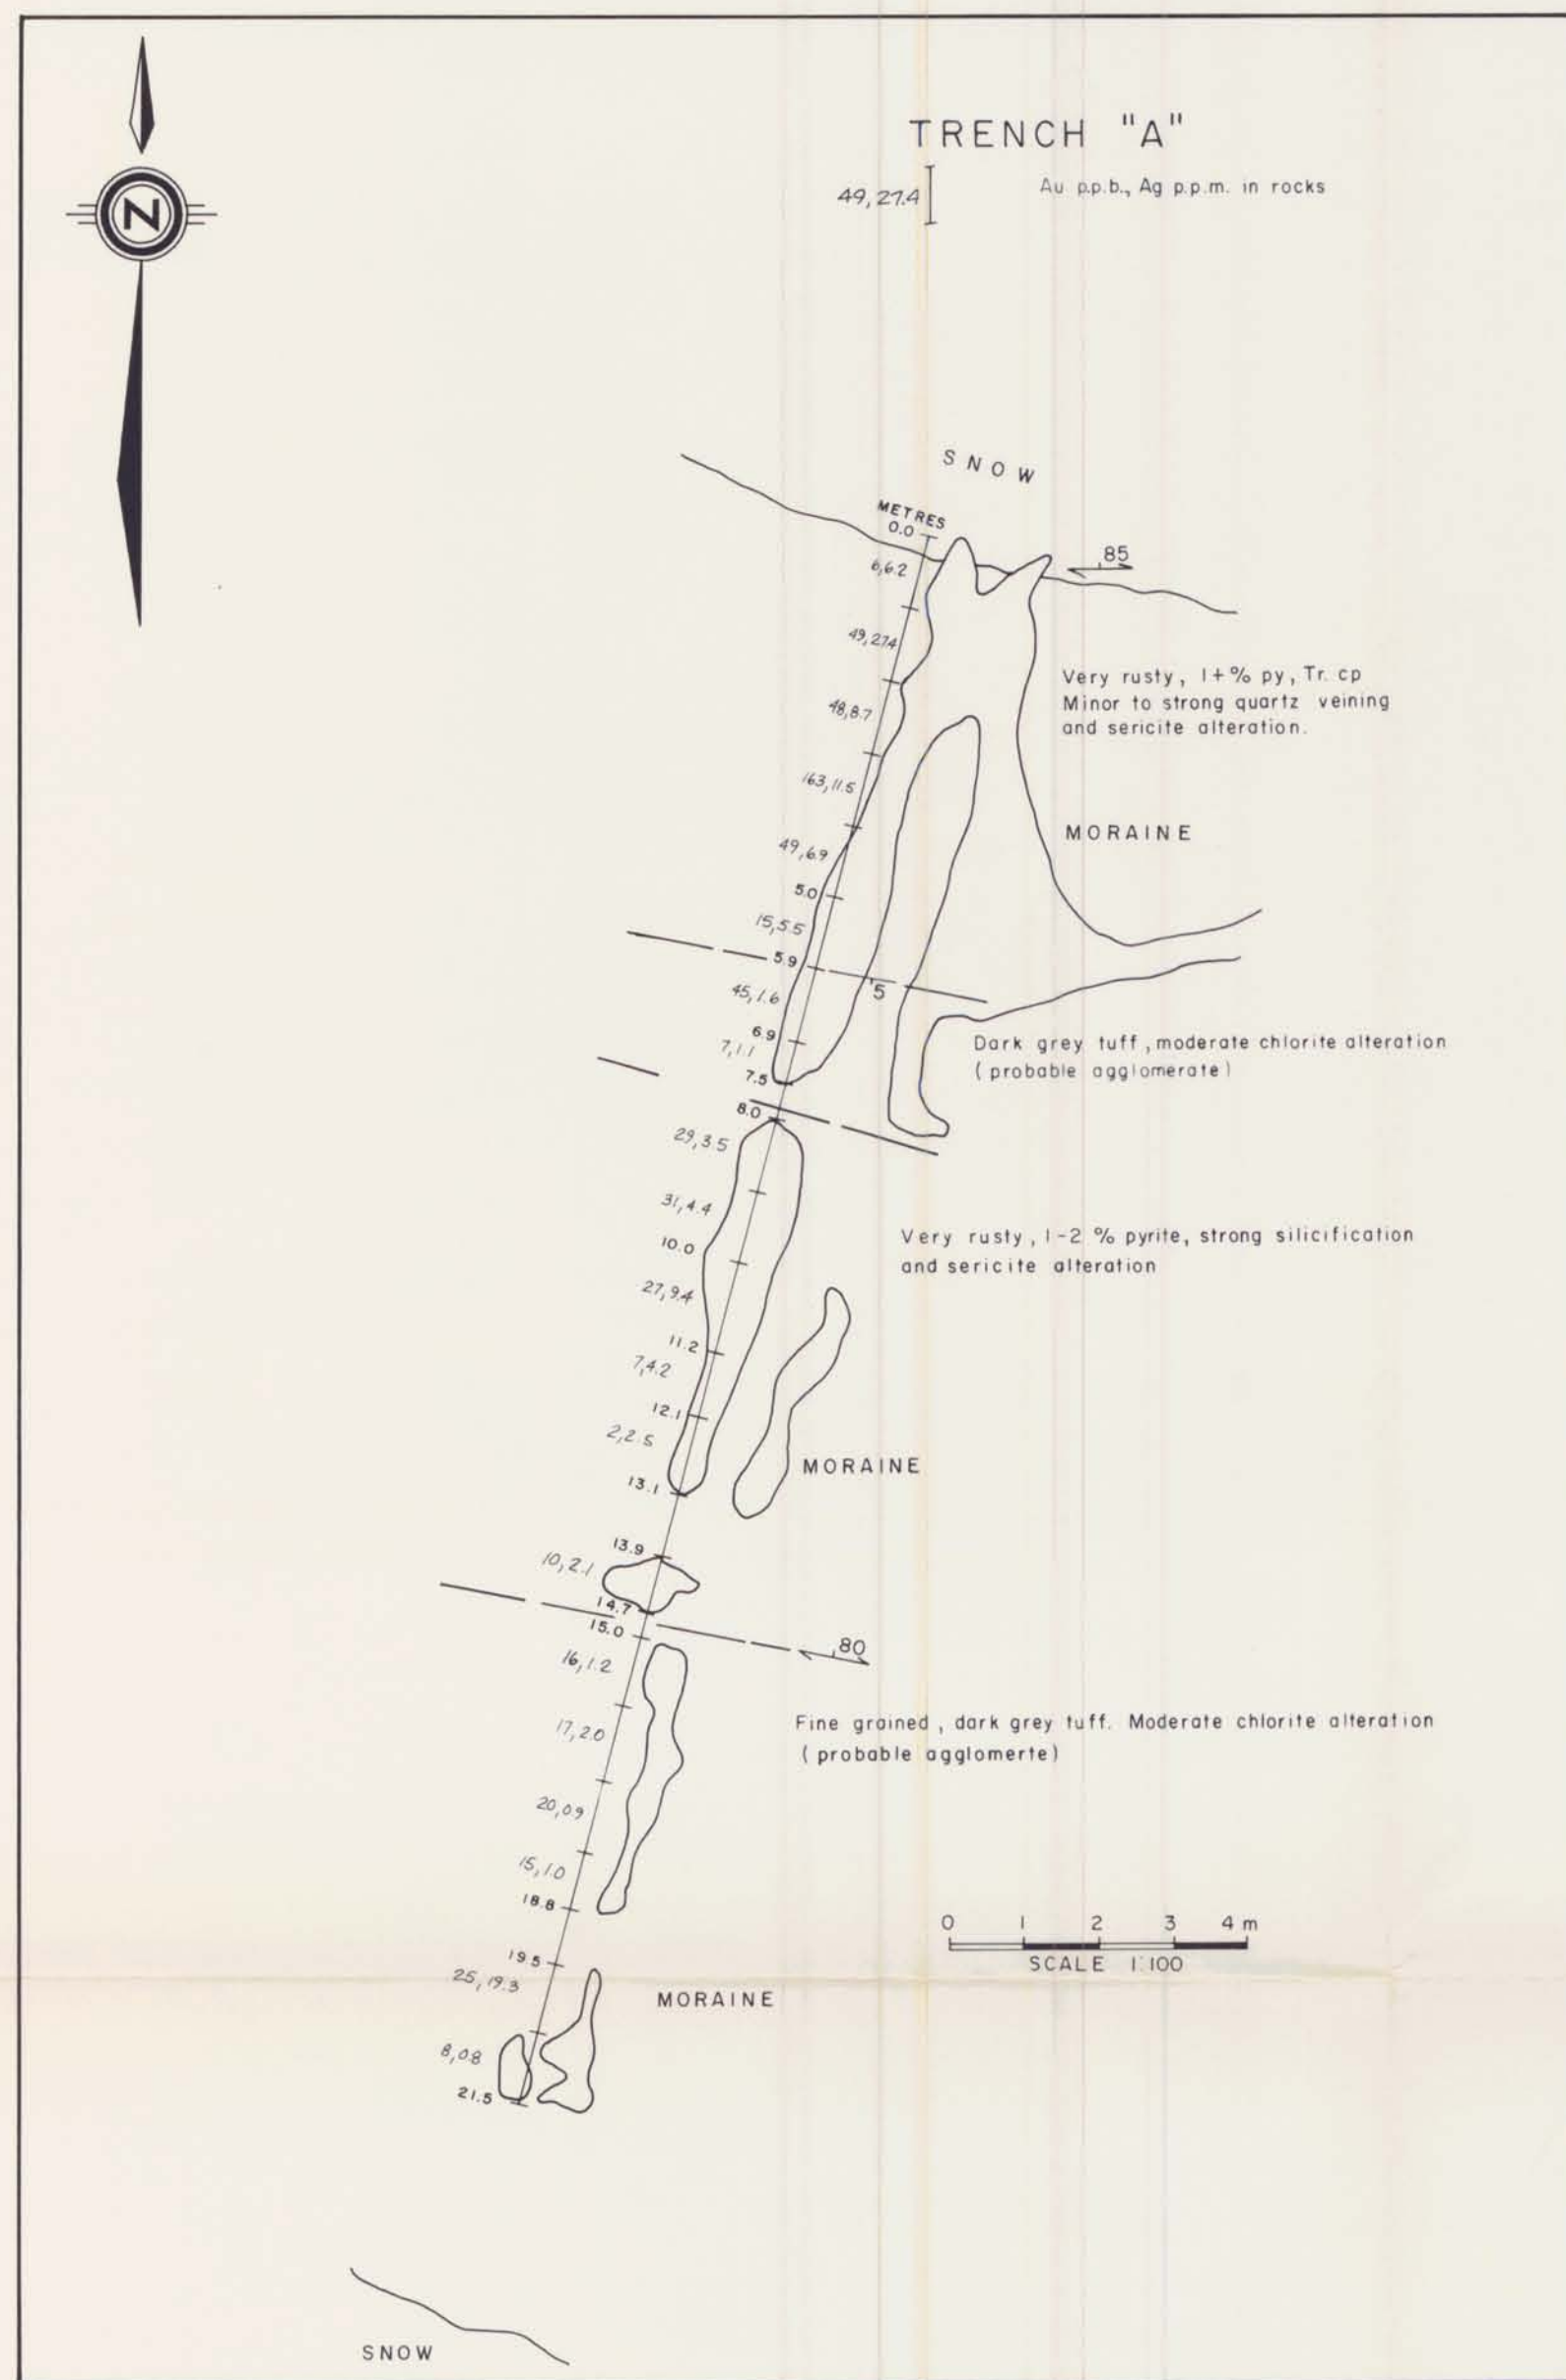 N
TRENCH "A"
49, 27.4
Au p.p.b., Ag p.p.m. in rocks
SNOW
METRES
0.0
85
6,6.2
49,27.4
Very rusty, 1+% py, Tr. cp
Minor to strong quartz veining
and sericite alteration.
48,8.7
163,11.5
MORAINE
49,6.9
5.0
15,5.5
5.9
5
45,1.6
6.9
7,1.1
Dark grey tuff, moderate chlorite alteration
(probable agglomerate)
7.5
8.0
29,3.5
31,4.4
Very rusty, 1-2 % pyrite, strong silicification
and sericite alteration
10.0
27,9.4
11.2
7,4.2
12.1
2,2.5
MORAINE
13.1
13.9
10,2.1
14.7
15.0
80
16,1.2
Fine grained, dark grey tuff. Moderate chlorite alteration
(probable agglomerte)
17,2.0
20,0.9
15,1.0
18.8
0 1 2 3 4 m
SCALE 1:100
19.5
25,19.3
MORAINE
8,0.8
21.5
SNOW